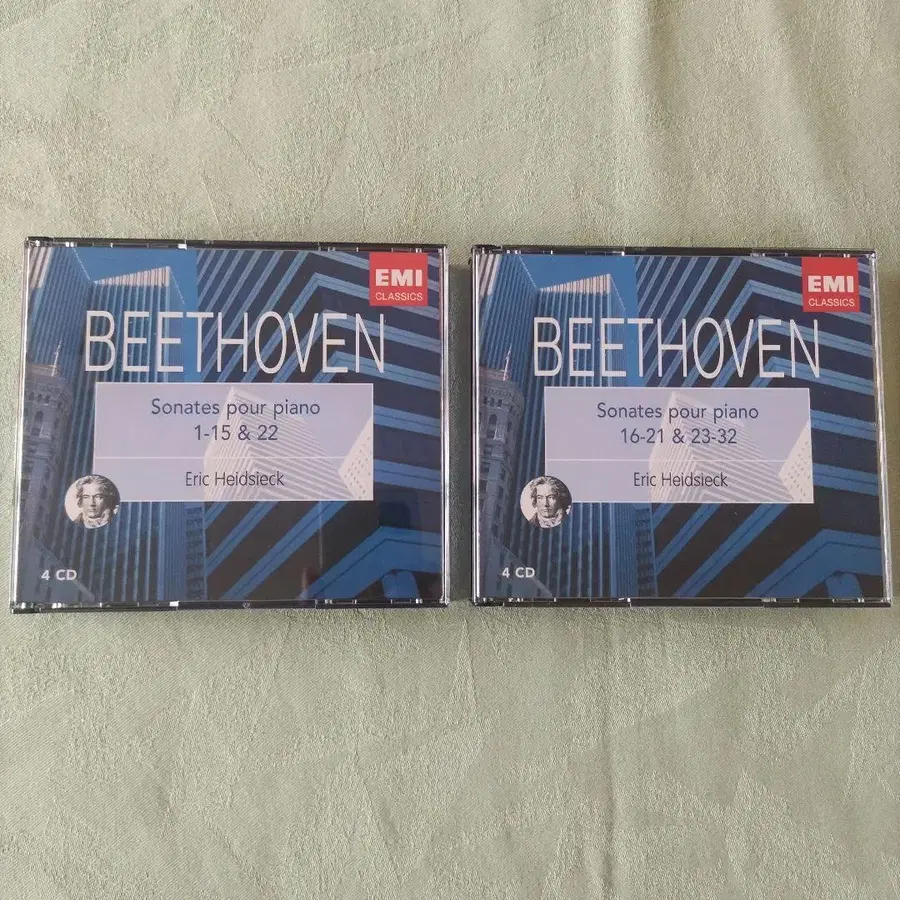 EMI
CLASSICS
BEETHOVEN
Sonates pour piano
1-15 & 22
Eric Heidsieck
4 CD
EMI
CLASSICS
BEETHOVEN
Sonates pour piano
16-21 & 23-32
Eric Heidsieck
4 CD